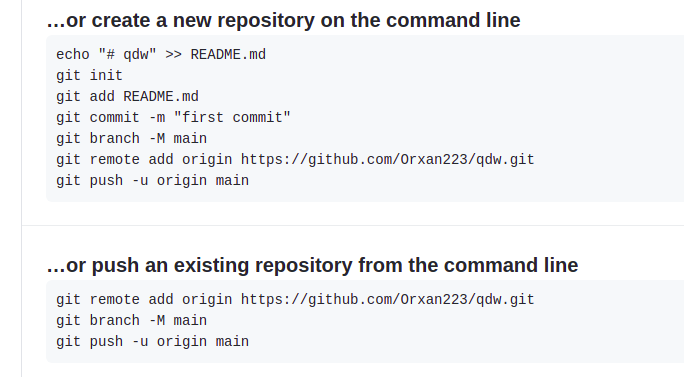 ...or create a new repository on the command line
echo "# qdw" >> README.md
git init
git add README.md
git commit -m "first commit"
git branch -M main
git remote add origin https://github.com/Orxan223/qdw.git
git push -u origin main
...or push an existing repository from the command line
git remote add origin https://github.com/Orxan223/qdw.git
git branch -M main
git push -u origin main